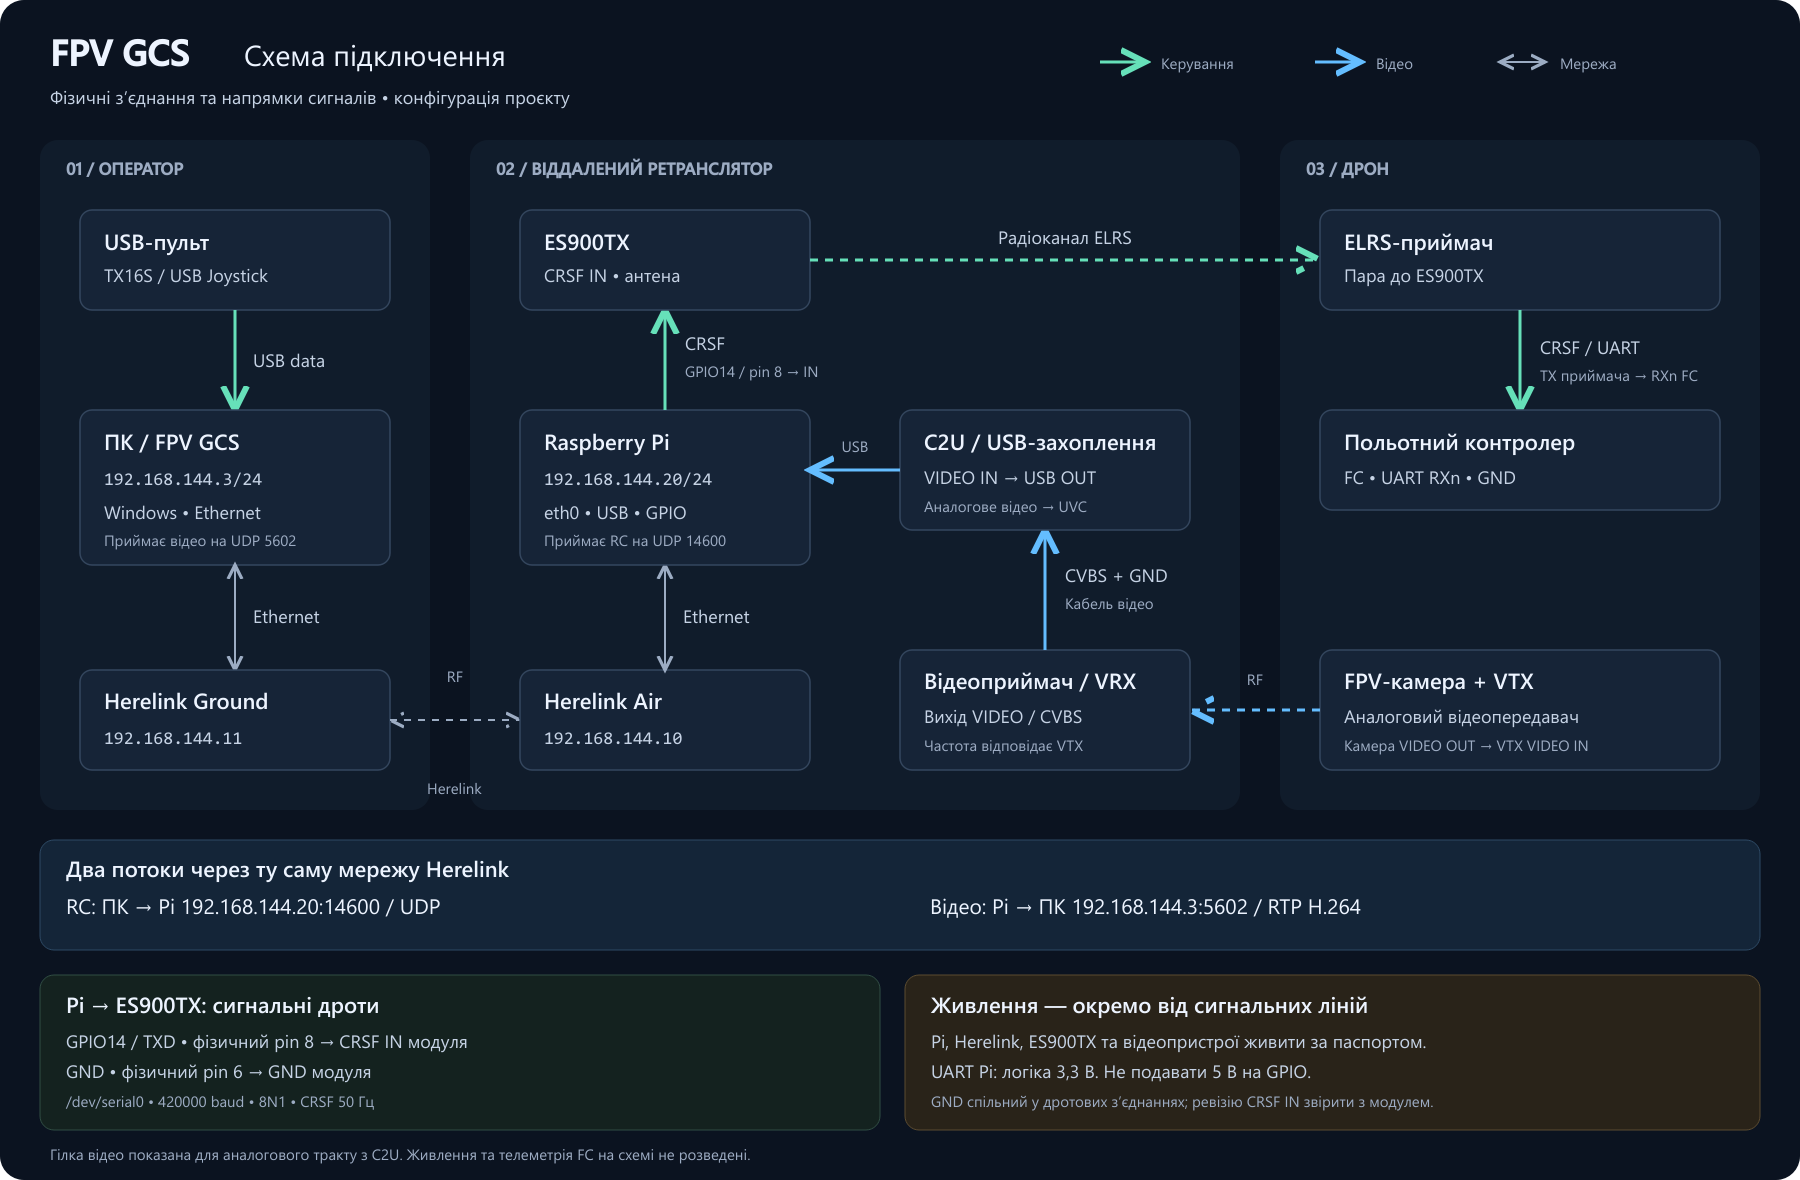 FPV GCS Схема підключення
Керування
Відео
Мережа
Фізичні з’єднання та напрямки сигналів • конфігурація проєкту
01 / ОПЕРАТОР
USB-пульт
TX16S / USB Joystick
USB data
ПК / FPV GCS
192.168.144.3/24
Windows • Ethernet
Приймає відео на UDP 5602
Ethernet
Herelink Ground
192.168.144.11
RF
Herelink
02 / ВІДДАЛЕНИЙ РЕТРАНСЛЯТОР
ES900TX
CRSF IN • антена
Радіоканал ELRS
CRSF
GPIO14 / pin 8 → IN
Raspberry Pi
192.168.144.20/24
eth0 • USB • GPIO
Приймає RC на UDP 14600
USB
C2U / USB-захоплення
VIDEO IN → USB OUT
Аналогове відео → UVC
Ethernet
CVBS + GND
Кабель відео
Herelink Air
192.168.144.10
Відеоприймач / VRX
Вихід VIDEO / CVBS
Частота відповідає VTX
RF
03 / ДРОН
ELRS-приймач
Пара до ES900TX
CRSF / UART
TX приймача → RXn FC
Польотний контролер
FC • UART RXn • GND
FPV-камера + VTX
Аналоговий відеопередавач
Камера VIDEO OUT → VTX VIDEO IN
Два потоки через ту саму мережу Herelink
RC: ПК → Pi 192.168.144.20:14600 / UDP
Відео: Pi → ПК 192.168.144.3:5602 / RTP H.264
Pi → ES900TX: сигнальні дроти
GPIO14 / TXD • фізичний pin 8 → CRSF IN модуля
GND • фізичний pin 6 → GND модуля
/dev/serial0 • 420000 baud • 8N1 • CRSF 50 Гц
Живлення — окремо від сигнальних ліній
Pi, Herelink, ES900TX та відеопристрої живити за паспортом.
UART Pi: логіка 3,3 В. Не подавати 5 В на GPIO.
GND спільний у дротових з’єднаннях; ревізію CRSF IN звірити з модулем.
Гілка відео показана для аналогового тракту з C2U. Живлення та телеметрія FC на схемі не розведені.